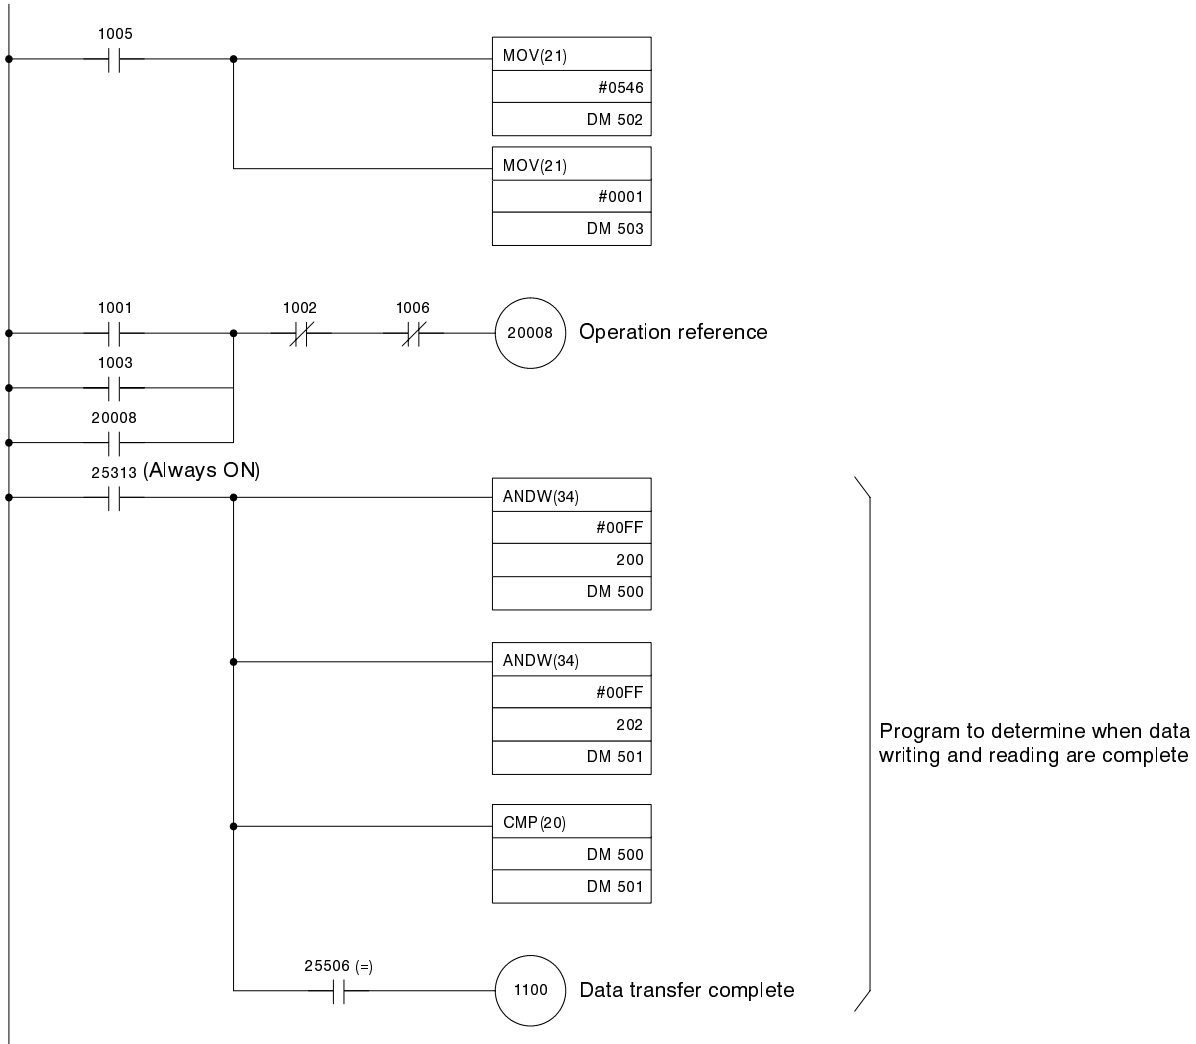 1005
MOV(21)
#0546
DM 502
MOV(21)
#0001
DM 503
1001
1002
1006
20008
Operation reference
1003
20008
25313 (Always ON)
ANDW(34)
#00FF
200
DM 500
ANDW(34)
#00FF
202
DM 501
Program to determine when data
writing and reading are complete
CMP(20)
DM 500
DM 501
25506 (=)
1100
Data transfer complete